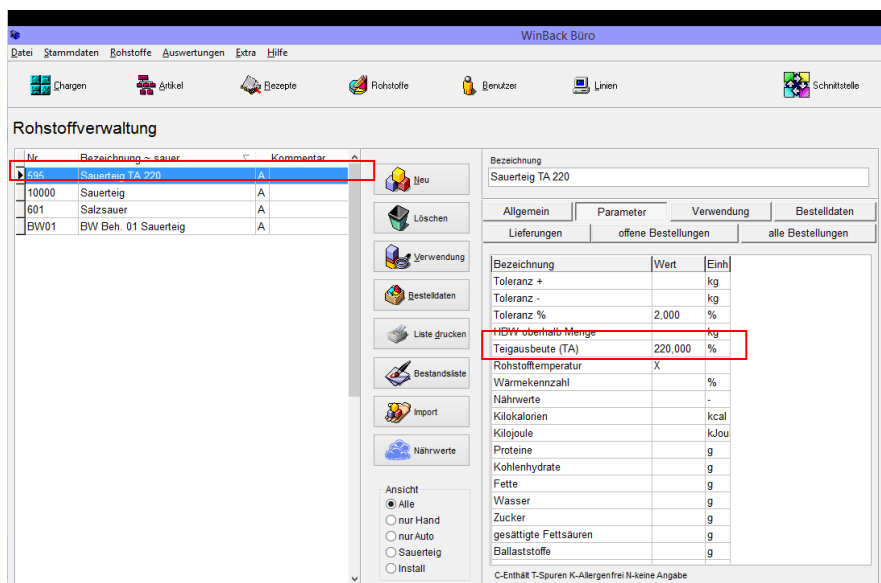 WinBack Büro
Datei Stammdaten Rohstoffe Auswertungen Extra Hilfe
Chargen Artikel Rezepte Rohstoffe Benutzer Linien Schnittstelle
Rohstoffverwaltung
Nr. Bezeichnung ~ sauer Kommentar
595 Sauerteig TA 220 A
10000 Sauerteig A
601 Salzsauer A
BW01 BW Beh. 01 Sauerteig A
Neu
Löschen
Verwendung
Bestelldaten
Liste drucken
Bestandsliste
Import
Nährwerte
Ansicht
Alle
nur Hand
nur Auto
Sauerteig
Install
Bezeichnung
Sauerteig TA 220
Allgemein Parameter Verwendung Bestelldaten
Lieferungen offene Bestellungen alle Bestellungen
Bezeichnung Wert Einh
Toleranz + kg
Toleranz - kg
Toleranz % 2,000 %
HBW oberhalb Menge kg
Teigausbeute (TA) 220,000 %
Rohstofftemperatur X
Wärmekennzahl %
Nährwerte -
Kilokalorien kcal
Kilojoule kJou
Proteine g
Kohlenhydrate g
Fette g
Wasser g
Zucker g
gesättigte Fettsäuren g
Ballaststoffe g
C-Enthält T-Spuren K-Allergenfrei N-keine Angabe